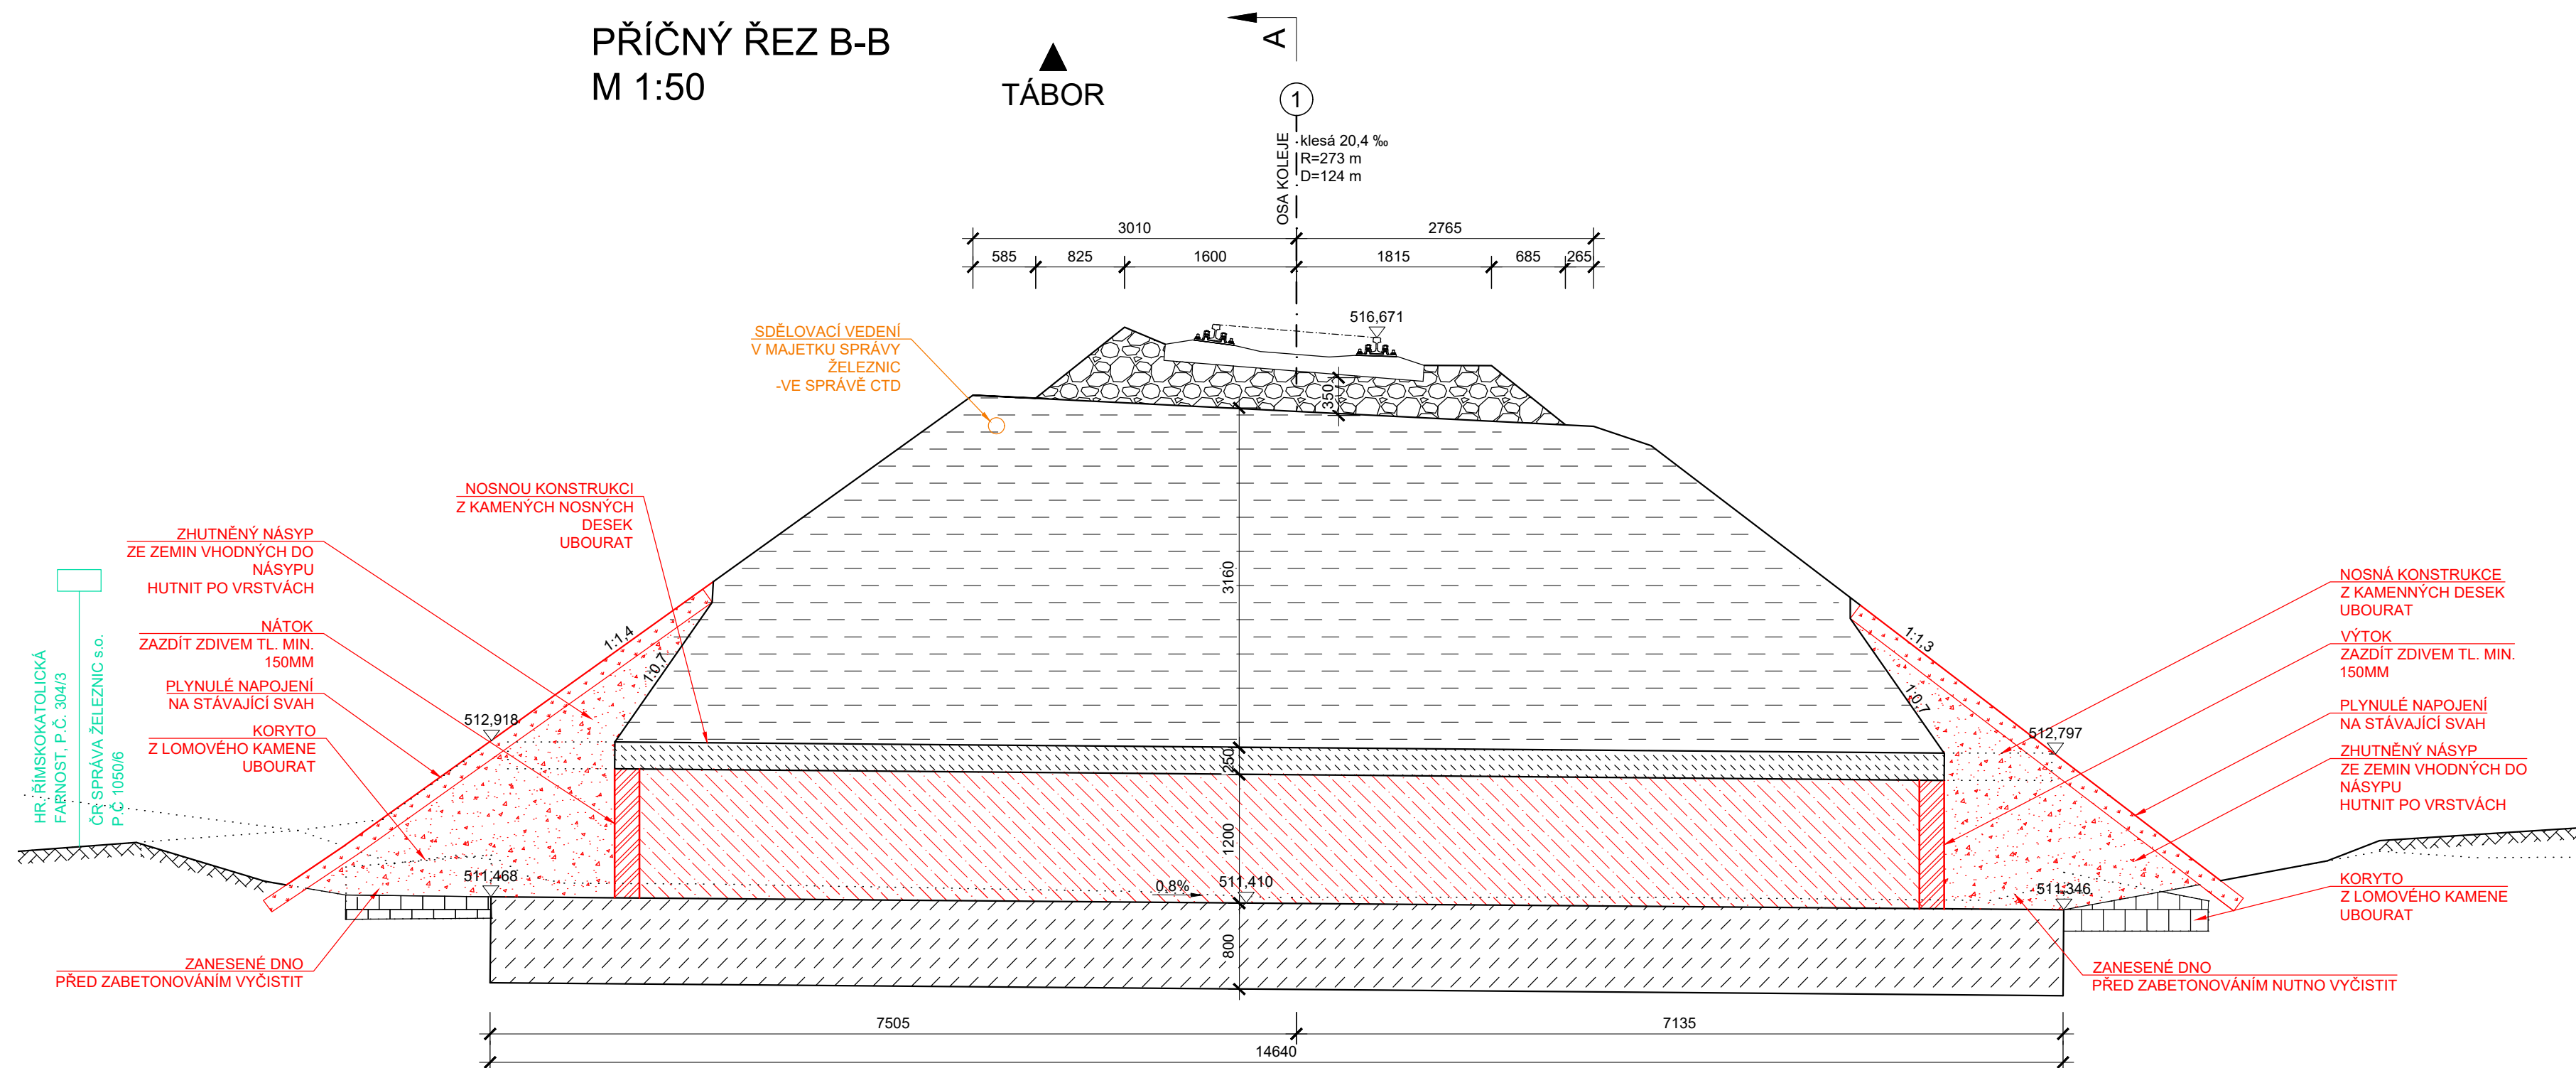 PŘÍČNÝ ŘEZ B-B
M 1:50
TÁBOR
A
1
OSA KOLEJE
klesá 20,4 ‰
R=273 m
D=124 m
3010
2765
585
825
1600
1815
685
265
516,671
350
SDĚLOVACÍ VEDENÍ
V MAJETKU SPRÁVY
ŽELEZNIC
-VE SPRÁVĚ CTD
NOSNOU KONSTRUKCI
Z KAMENÝCH NOSNÝCH
DESEK
UBOURAT
ZHUTNĚNÝ NÁSYP
ZE ZEMIN VHODNÝCH DO
NÁSYPU
HUTNIT PO VRSTVÁCH
NÁTOK
ZAZDÍT ZDIVEM TL. MIN.
150MM
PLYNULÉ NAPOJENÍ
NA STÁVAJÍCÍ SVAH
KORYTO
Z LOMOVÉHO KAMENE
UBOURAT
HR. ŘÍMSKOKATOLICKÁ
FARNOST, P.Č. 304/3
ČR SPRÁVA ŽELEZNIC s.o.
P.Č 1050/6
ZANESENÉ DNO
PŘED ZABETONOVÁNÍM VYČISTIT
1:1,4
1:0,7
512,918
511,468
3160
250
1200
800
0,8%
511,410
1:1,3
1:0,7
512,797
511,346
NOSNÁ KONSTRUKCE
Z KAMENNÝCH DESEK
UBOURAT
VÝTOK
ZAZDÍT ZDIVEM TL. MIN.
150MM
PLYNULÉ NAPOJENÍ
NA STÁVAJÍCÍ SVAH
ZHUTNĚNÝ NÁSYP
ZE ZEMIN VHODNÝCH DO
NÁSYPU
HUTNIT PO VRSTVÁCH
KORYTO
Z LOMOVÉHO KAMENE
UBOURAT
ZANESENÉ DNO
PŘED ZABETONOVÁNÍM NUTNO VYČISTIT
7505
7135
14640